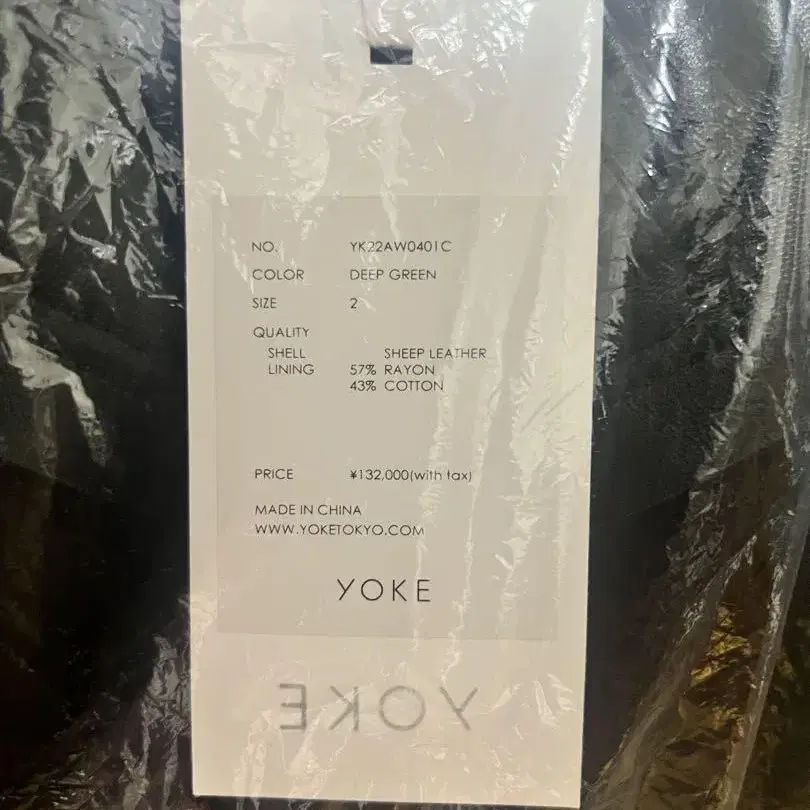 NO. YK22AW0401C
COLOR DEEP GREEN
SIZE 2
QUALITY
SHELL SHEEP LEATHER
LINING 57% RAYON
43% COTTON
PRICE ¥132,000(with tax)
MADE IN CHINA
WWW.YOKETOKYO.COM
YOKE
YOKE